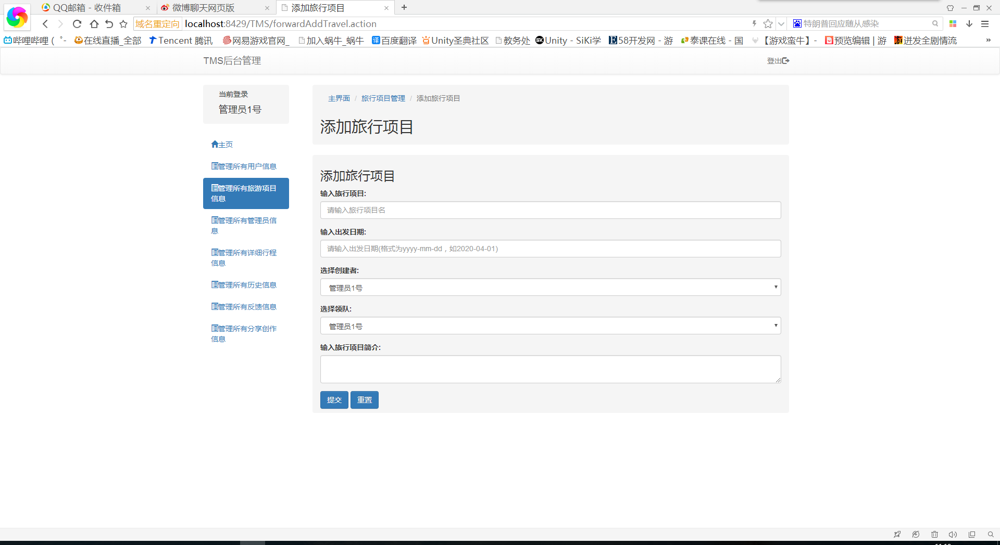 QQ邮箱 - 收件箱
微博聊天网页版
添加旅行项目
域名重定向 localhost:8429/TMS/forwardAddTravel.action
特朗普回应随从感染
哔哩哔哩 ( ゜-
在线直播_全部
Tencent 腾讯
网易游戏官网_
加入蜗牛_蜗牛
百度翻译
Unity圣典社区
教务处
Unity - SiKi学
58开发网 - 游
泰课在线 - 国
【游戏蛮牛】-
预览编辑 | 游
迸发全剧情流
TMS后台管理
登出
当前登录
管理员1号
主页
管理所有用户信息
管理所有旅游项目
信息
管理所有管理员信
息
管理所有详细行程
信息
管理所有历史信息
管理所有反馈信息
管理所有分享创作
信息
主界面 / 旅行项目管理 / 添加旅行项目
添加旅行项目
添加旅行项目
输入旅行项目:
请输入旅行项目名
输入出发日期:
请输入出发日期(格式为yyyy-mm-dd，如2020-04-01)
选择创建者:
管理员1号
选择领队:
管理员1号
输入旅行项目简介:
提交
重置